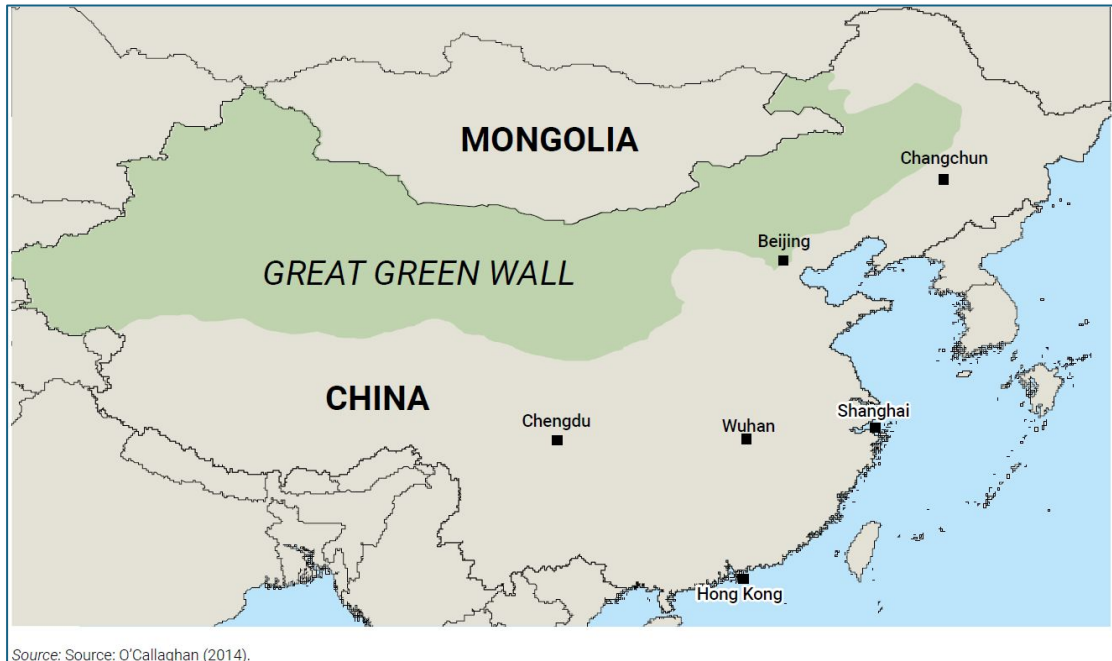 MONGOLIA
Changchun
Beijing
GREAT GREEN WALL
CHINA
Chengdu
Wuhan
Shanghai
Hong Kong
Source: Source: O'Callaghan (2014).